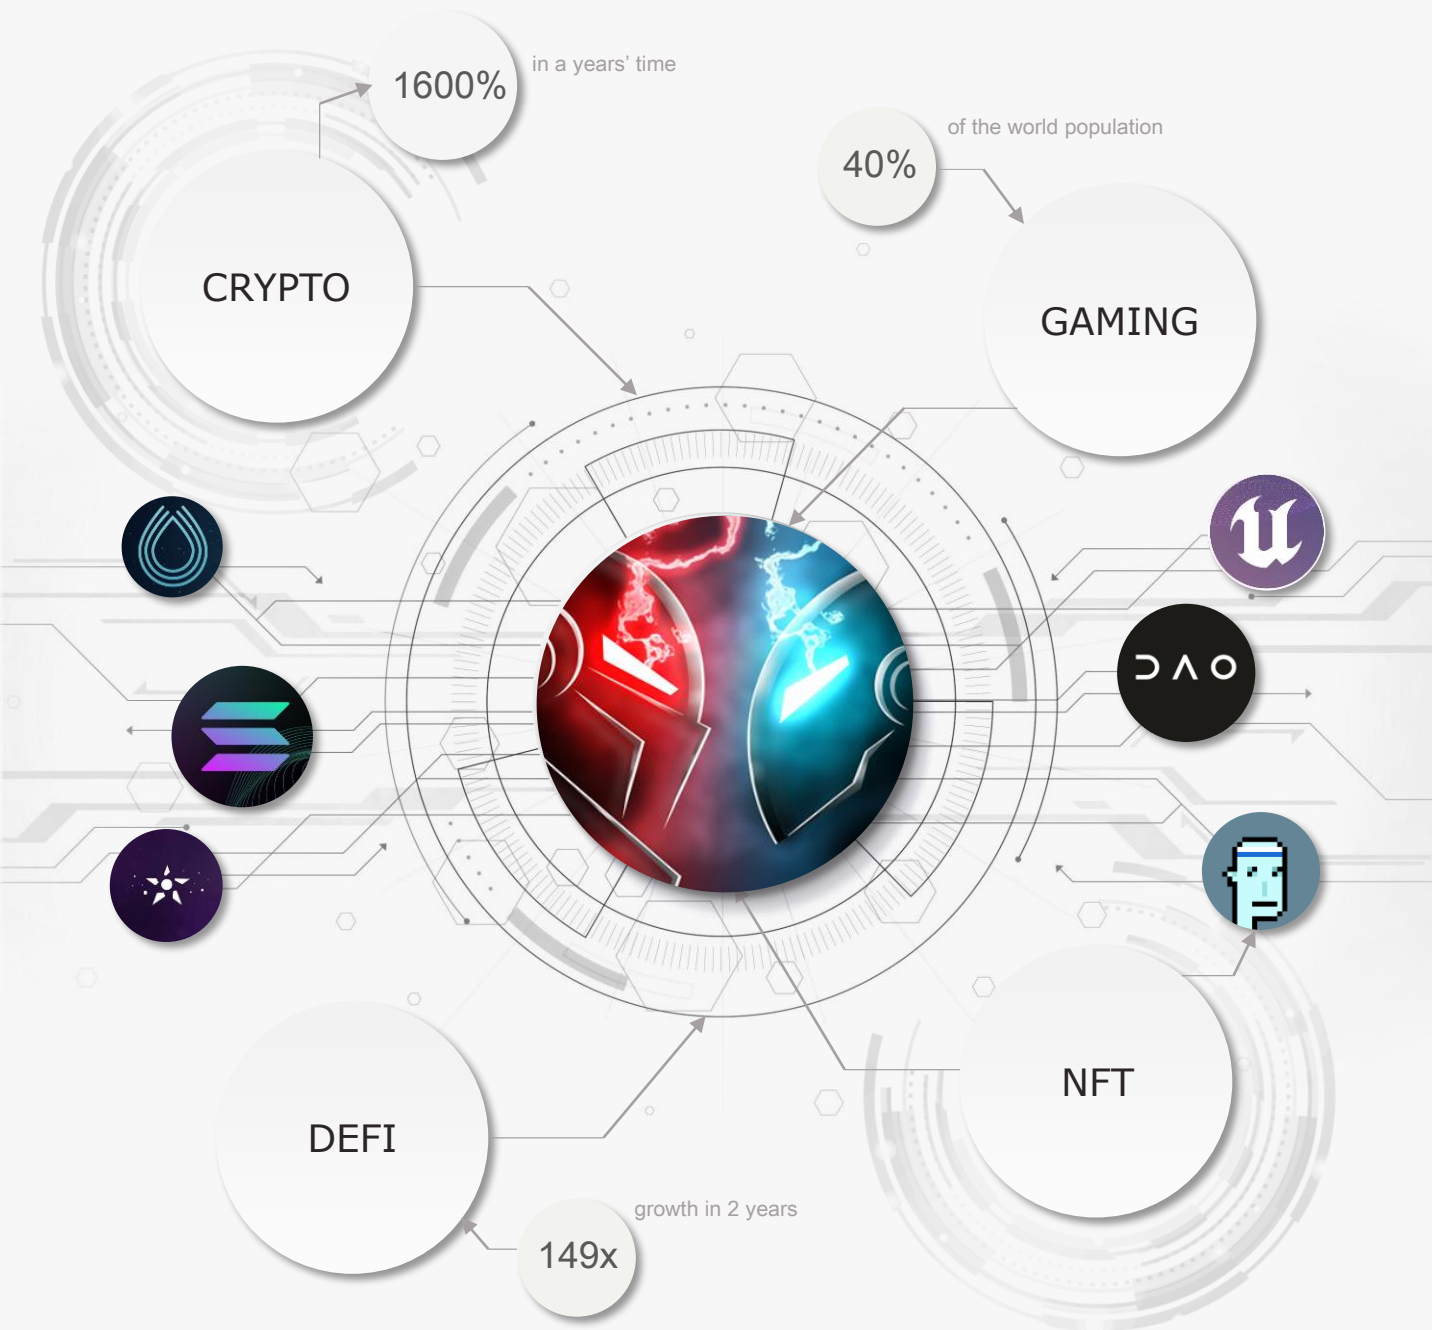 1600%
in a years’ time
40%
of the world population
CRYPTO
GAMING
DAO
NFT
DEFI
growth in 2 years
149x